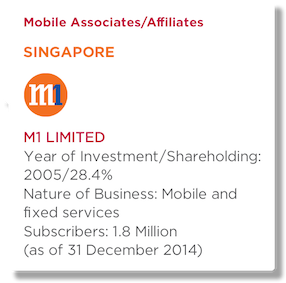 Mobile Associates/Affiliates
SINGAPORE
m1
M1 LIMITED
Year of Investment/Shareholding:
2005/28.4%
Nature of Business: Mobile and
fixed services
Subscribers: 1.8 Million
(as of 31 December 2014)